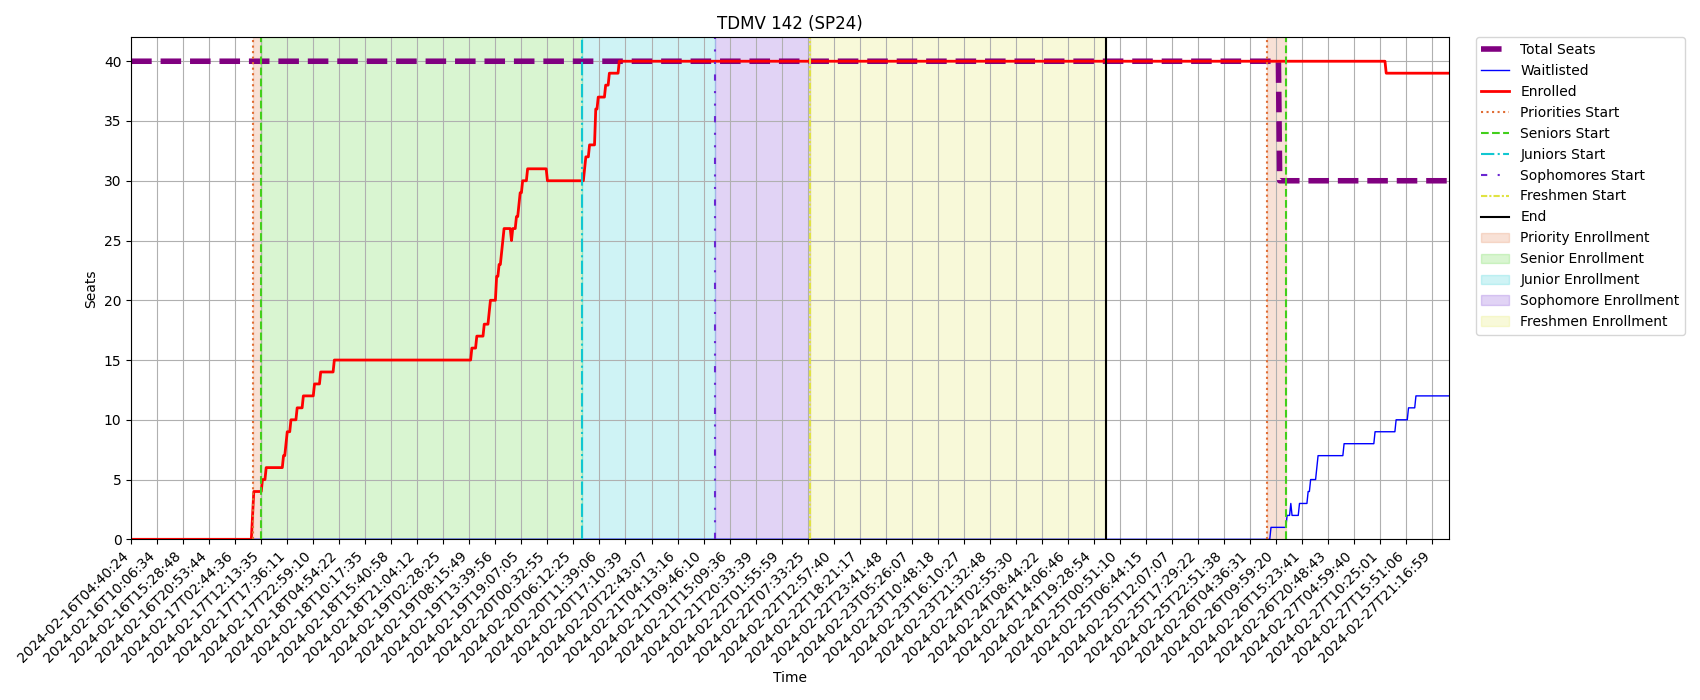 TDMV 142 (SP24)
Seats
40
35
30
25
20
15
10
5
0
2024-02-16T04:40:24
2024-02-16T10:06:34
2024-02-16T15:28:48
2024-02-16T20:53:44
2024-02-17T02:44:36
2024-02-17T12:13:35
2024-02-17T17:36:11
2024-02-17T22:59:10
2024-02-18T04:54:22
2024-02-18T10:17:35
2024-02-18T15:40:58
2024-02-18T21:04:12
2024-02-19T02:28:25
2024-02-19T08:15:49
2024-02-19T13:39:56
2024-02-19T19:07:05
2024-02-20T00:32:55
2024-02-20T06:12:25
2024-02-20T11:39:06
2024-02-20T17:10:39
2024-02-20T22:43:07
2024-02-21T04:13:16
2024-02-21T09:46:10
2024-02-21T15:09:36
2024-02-21T20:33:39
2024-02-22T01:55:59
2024-02-22T07:33:25
2024-02-22T12:57:40
2024-02-22T18:21:17
2024-02-22T23:41:48
2024-02-23T05:26:07
2024-02-23T10:48:18
2024-02-23T16:10:27
2024-02-23T21:32:48
2024-02-24T02:55:30
2024-02-24T08:44:22
2024-02-24T14:06:46
2024-02-24T19:28:54
2024-02-25T00:51:10
2024-02-25T06:44:15
2024-02-25T12:07:07
2024-02-25T17:29:22
2024-02-25T22:51:38
2024-02-26T04:36:31
2024-02-26T09:59:20
2024-02-26T15:23:41
2024-02-26T20:48:43
2024-02-27T04:59:40
2024-02-27T10:25:01
2024-02-27T15:51:06
2024-02-27T21:16:59
Time
Total Seats
Waitlisted
Enrolled
Priorities Start
Seniors Start
Juniors Start
Sophomores Start
Freshmen Start
End
Priority Enrollment
Senior Enrollment
Junior Enrollment
Sophomore Enrollment
Freshmen Enrollment